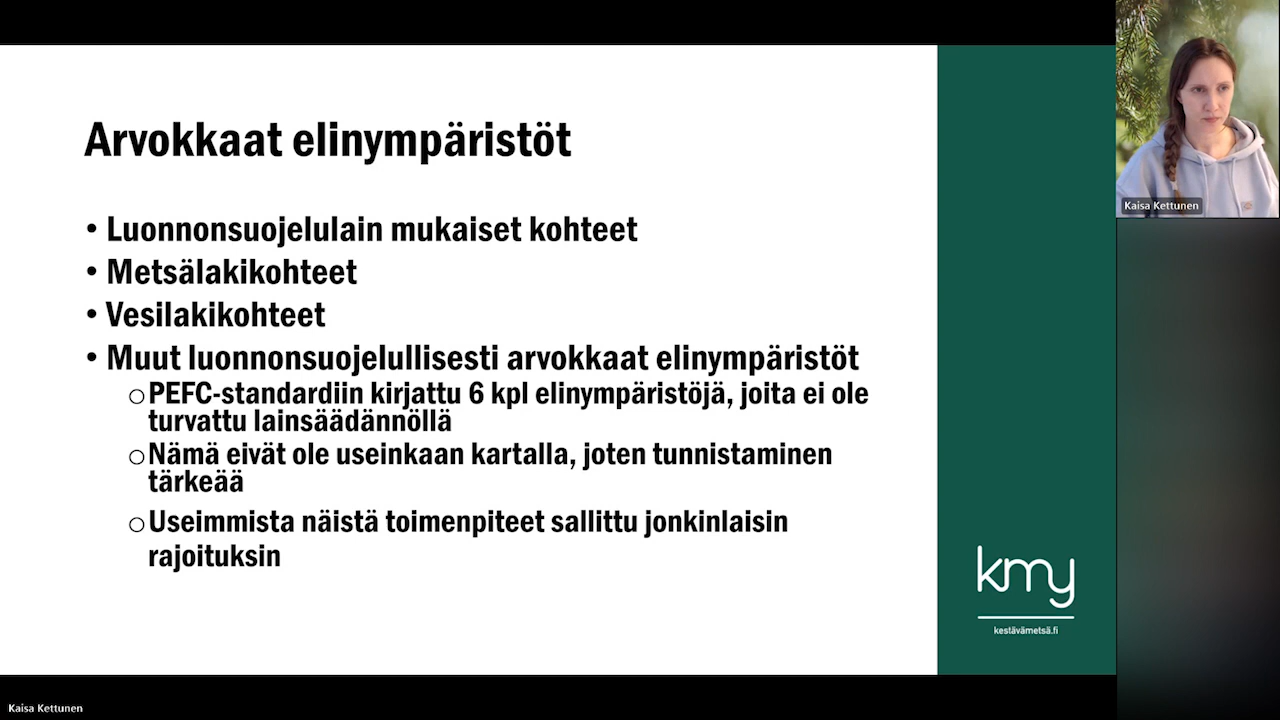 Arvokkaat elinympäristöt
• Luonnonsuojelulain mukaiset kohteet
• Metsälakikohteet
• Vesilakikohteet
• Muut luonnonsuojelullisesti arvokkaat elinympäristöt
o PEFC-standardiin kirjattu 6 kpl elinympäristöjä, joita ei ole
turvattu lainsäädännöllä
o Nämä eivät ole useinkaan kartalla, joten tunnistaminen
tärkeää
o Useimmista näistä toimenpiteet sallittu jonkinlaisin
rajoituksin
kmy
kestävämetsä.fi
Kaisa Kettunen
Kaisa Kettunen